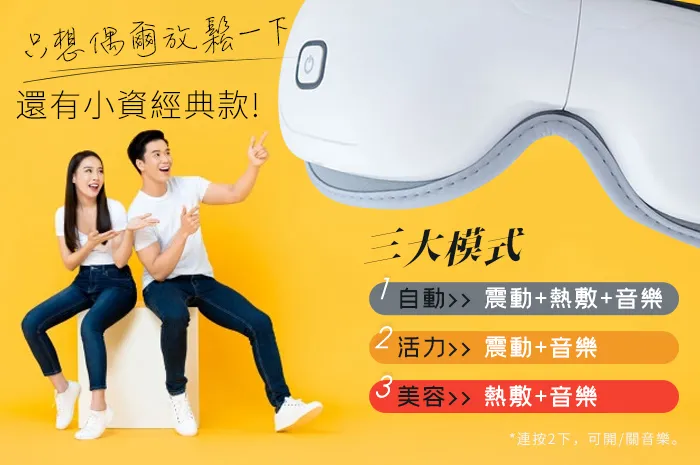 只想偶爾放鬆一下
還有小資經典款!
三大模式
1 自動>> 震動+熱敷+音樂
2 活力>> 震動+音樂
3 美容>> 熱敷+音樂
*連按2下，可開/關音樂。